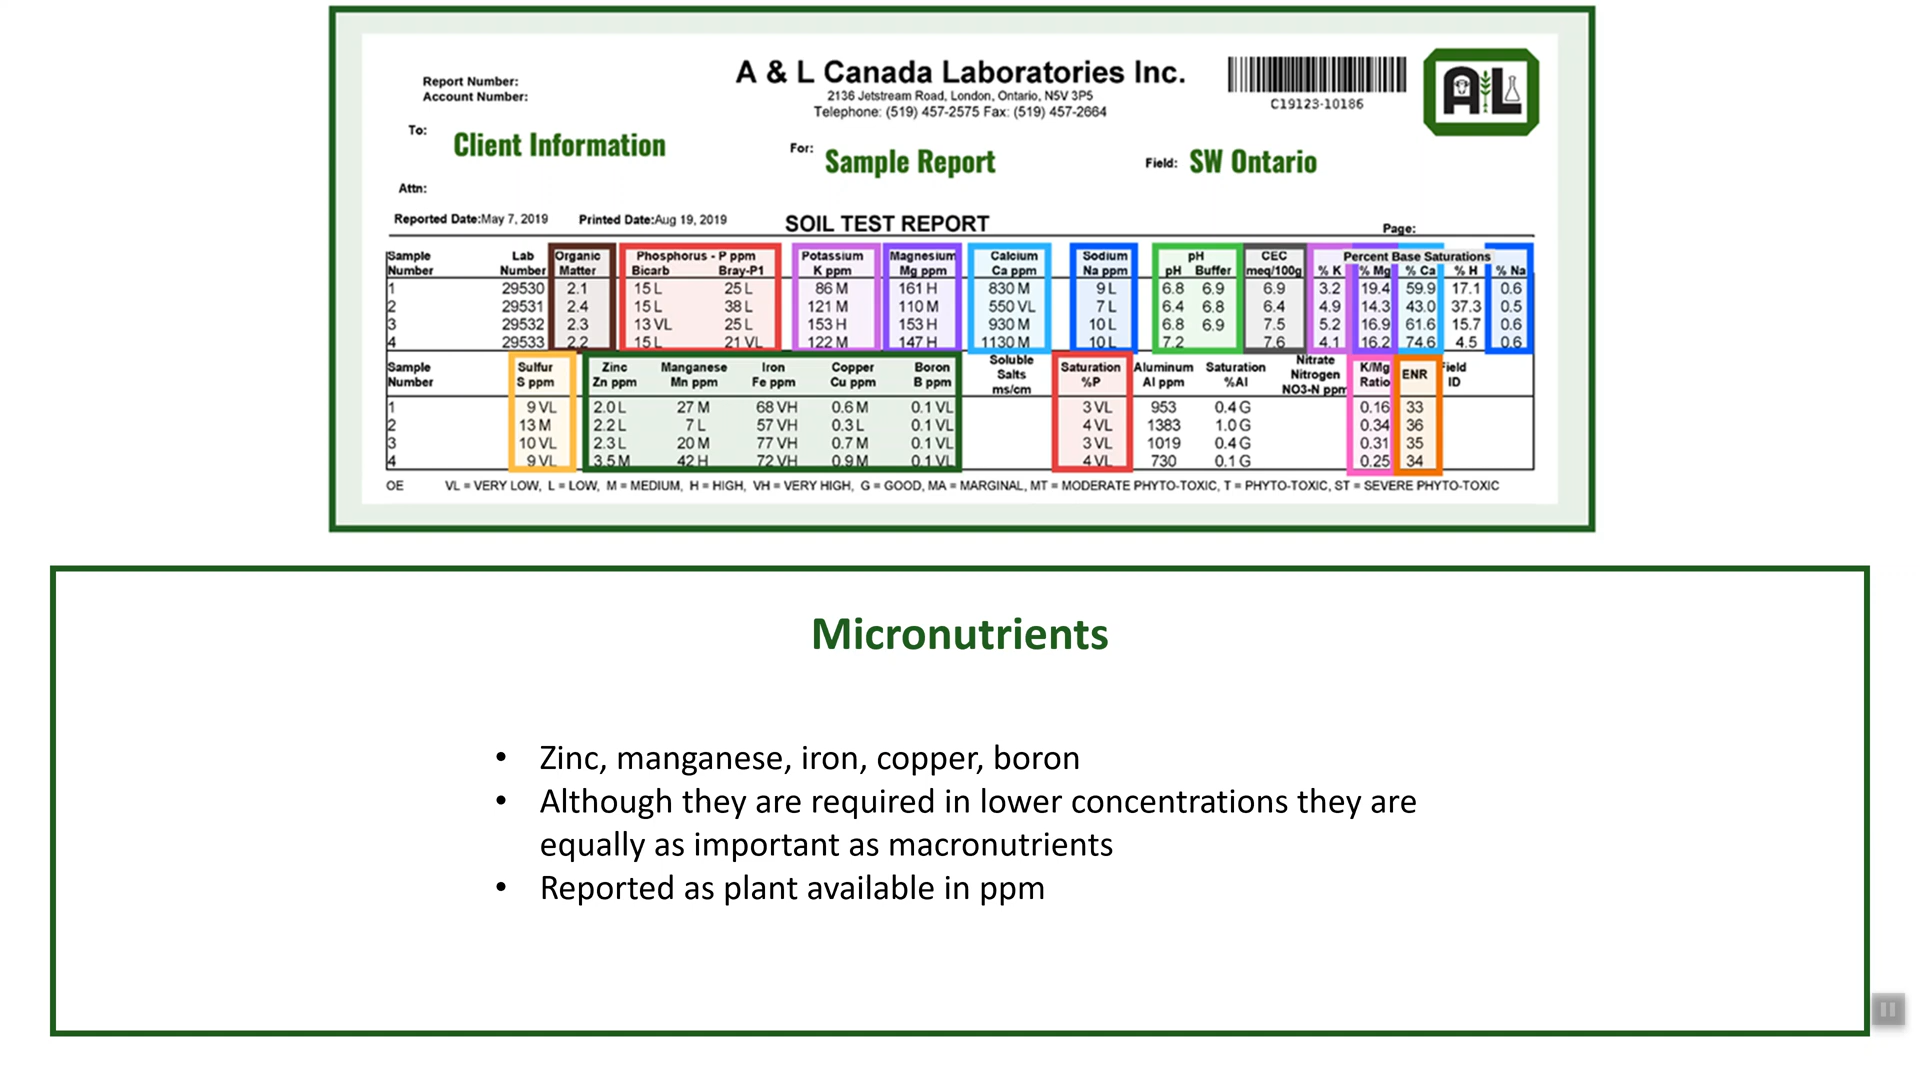 Report Number:
Account Number:
A & L Canada Laboratories Inc.
2136 Jetstream Road, London, Ontario, N5V 3P5
Telephone: (519) 457-2575 Fax: (519) 457-2664
C19123-10186
A L
To:
Client Information
For:
Sample Report
Field:
SW Ontario
Attn:
Reported Date:May 7, 2019 Printed Date:Aug 19, 2019
SOIL TEST REPORT
Page:
Sample Lab Organic Phosphorus - P ppm Potassium Magnesium Calcium Sodium pH CEC Percent Base Saturations
Number Number Matter Bicarb Bray-P1 K ppm Mg ppm Ca ppm Na ppm pH Buffer meq/100g % K % Mg % Ca % H % Na
1 29530 2.1 15 L 25 L 86 M 161 H 830 M 9 L 6.8 6.9 6.9 3.2 19.4 59.9 17.1 0.6
2 29531 2.4 15 L 38 L 121 M 110 M 550 VL 7 L 6.4 6.8 6.4 4.9 14.3 43.0 37.3 0.5
3 29532 2.3 13 VL 25 L 153 H 153 H 930 M 10 L 6.8 6.9 7.5 5.2 16.9 61.6 15.7 0.6
4 29533 2.2 15 L 21 VL 122 M 147 H 1130 M 10 L 7.2 7.6 4.1 16.2 74.6 4.5 0.6
Sample Sulfur Zinc Manganese Iron Copper Boron Soluble Saturation Aluminum Saturation Nitrate K/Mg ENR Field
Number S ppm Zn ppm Mn ppm Fe ppm Cu ppm B ppm Salts %P Al ppm %Al Nitrogen Ratio ID
ms/cm NO3-N ppm
1 9 VL 2.0 L 27 M 68 VH 0.6 M 0.1 VL 3 VL 953 0.4 G 0.16 33
2 13 M 2.2 L 7 L 57 VH 0.3 L 0.1 VL 4 VL 1383 1.0 G 0.34 36
3 10 VL 2.3 L 20 M 77 VH 0.7 M 0.1 VL 3 VL 1019 0.4 G 0.31 35
4 9 VL 3.5 M 42 H 72 VH 0.9 M 0.1 VL 4 VL 730 0.1 G 0.25 34
OE VL = VERY LOW, L = LOW, M = MEDIUM, H = HIGH, VH = VERY HIGH, G = GOOD, MA = MARGINAL, MT = MODERATE PHYTO-TOXIC, T = PHYTO-TOXIC, ST = SEVERE PHYTO-TOXIC
Micronutrients
• Zinc, manganese, iron, copper, boron
• Although they are required in lower concentrations they are
equally as important as macronutrients
• Reported as plant available in ppm